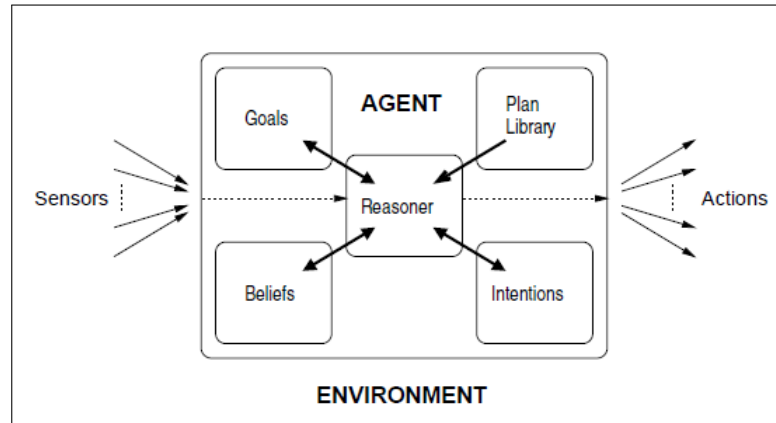 Goals
AGENT
Plan
Library
Sensors
Reasoner
Actions
Beliefs
Intentions
ENVIRONMENT